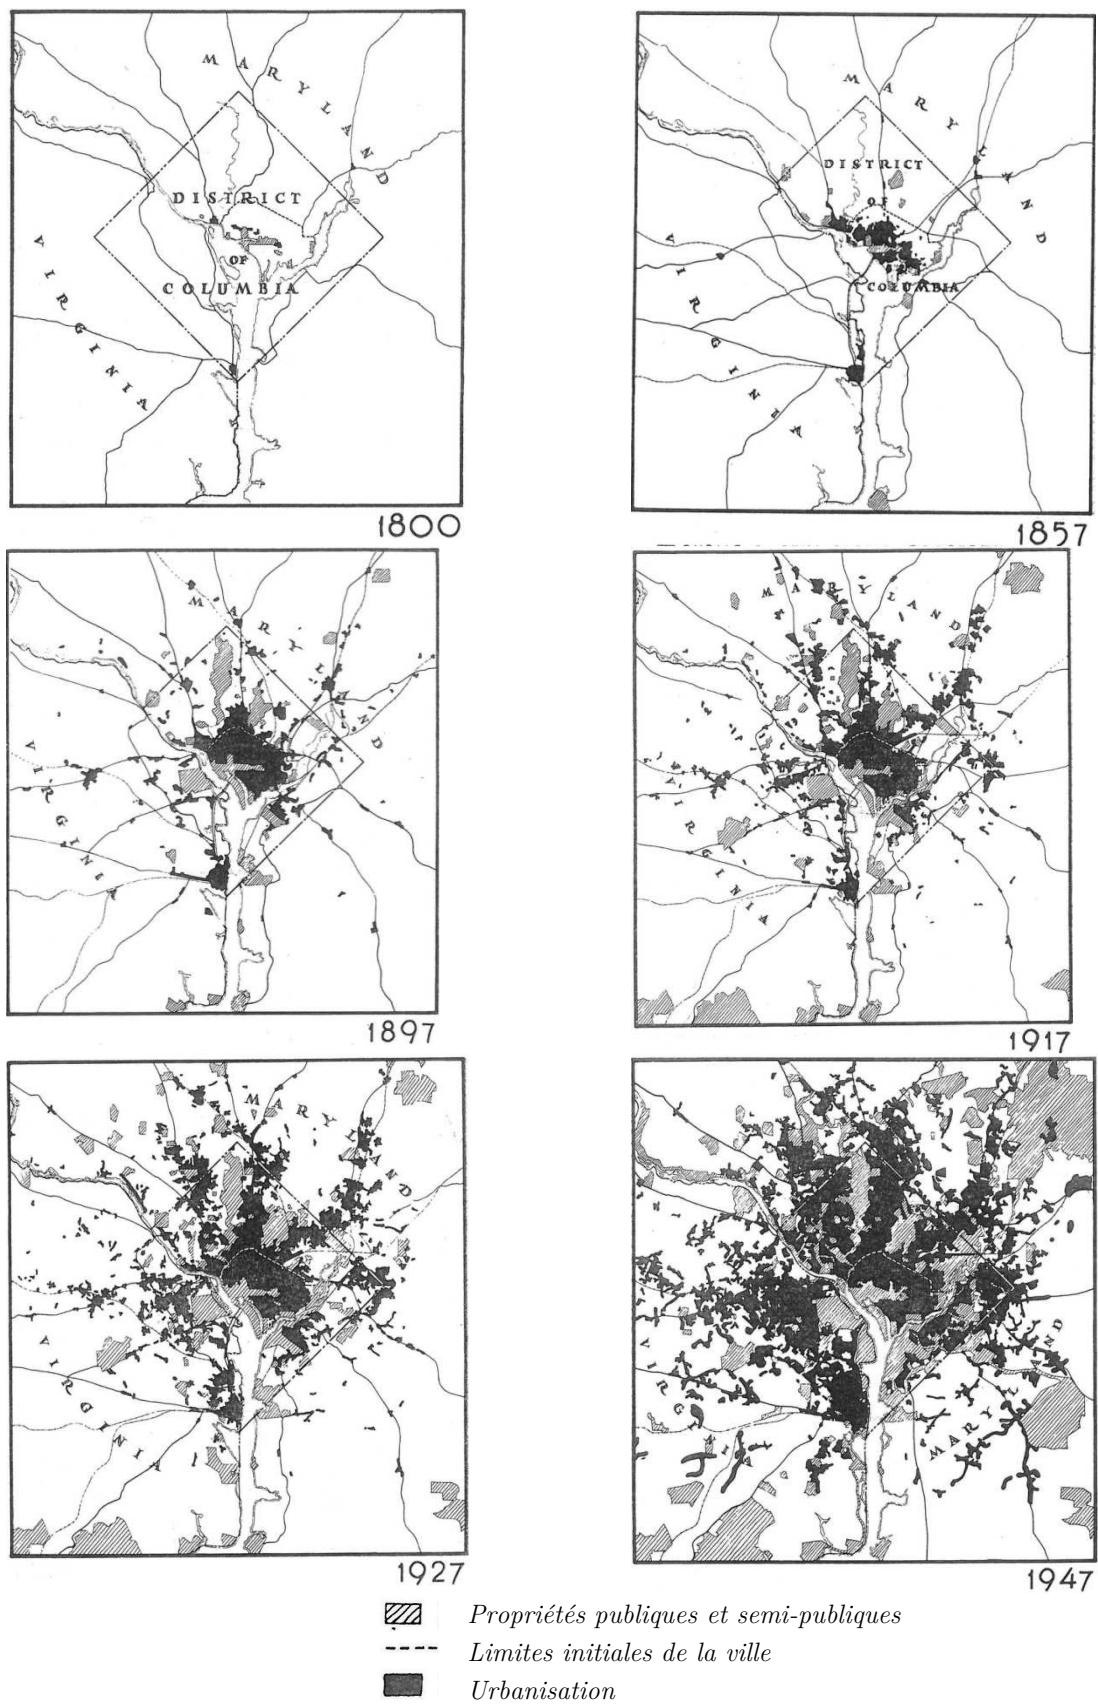 MARYLAND
DISTRICT
OF
COLUMBIA
VIRGINIA
1800
MARYLAND
DISTRICT
OF
COLUMBIA
VIRGINIA
1857
MARYLAND
VIRGINIA
1897
MARYLAND
VIRGINIA
1917
MARYLAND
VIRGINIA
1927
MARYLAND
VIRGINIA
1947
Propriétés publiques et semi-publiques
Limites initiales de la ville
Urbanisation